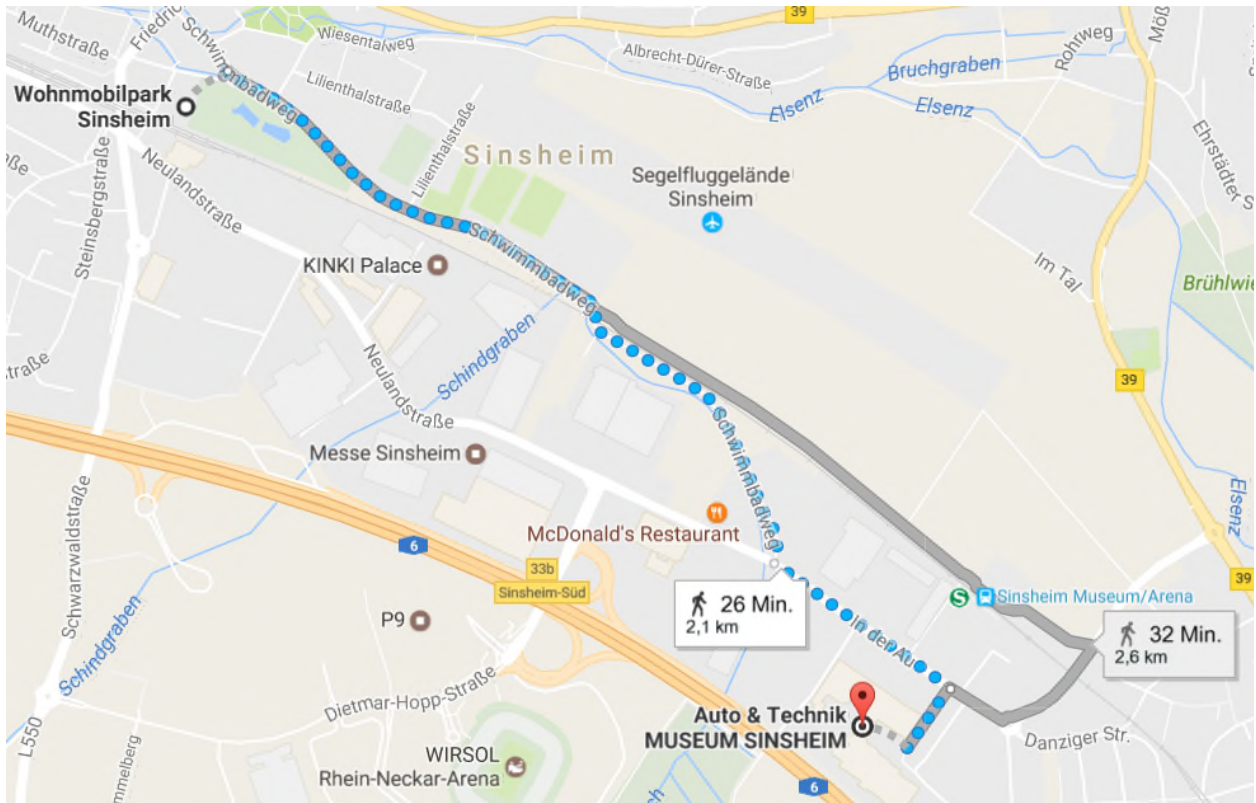 39
Muthstraße
Friedric
Schwimmbadweg
Wiesentalweg
Albrecht-Dürer-Straße
Rohrweg
Möß
Bruchgraben
Elsenz
Elsenz
Ehrstädter S
Wohnmobilpark
Sinsheim
Lilienthalstraße
Lilienthalstraße
Sinsheim
Segelfluggelände
Sinsheim
Steinsbergstraße
Neulandstraße
KINKI Palace
Schwimmbadweg
Im Tal
Brühlwie
traße
Schindgraben
Neulandstraße
39
Messe Sinsheim
Schwimmbadweg
McDonald's Restaurant
Elsenz
Schwarzwaldstraße
6
33b
Sinsheim-Süd
39
26 Min.
2,1 km
S
Sinsheim Museum/Arena
P9
In der Au
32 Min.
2,6 km
Schindgraben
Dietmar-Hopp-Straße
Auto & Technik
MUSEUM SINSHEIM
Danziger Str.
L550
mmelberg
WIRSOL
Rhein-Neckar-Arena
6